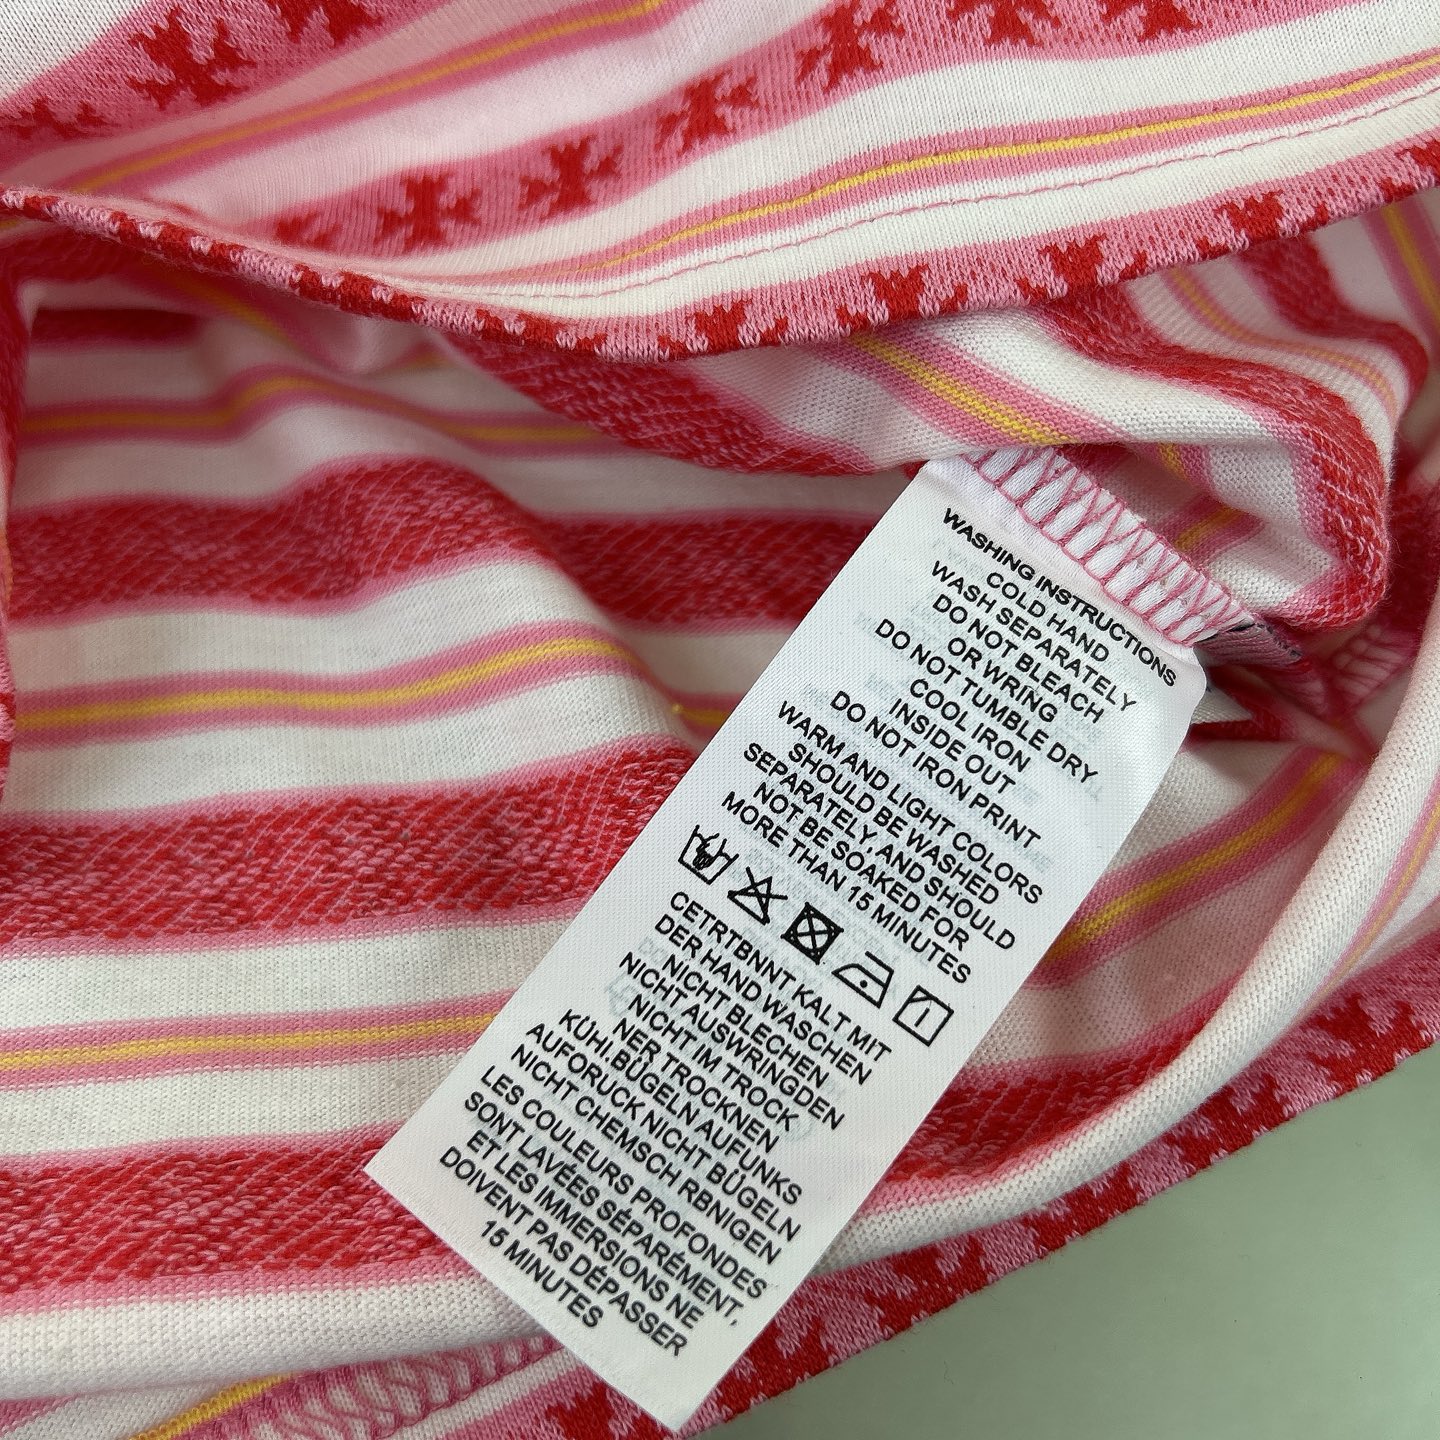 WASHING INSTRUCTIONS
COLD HAND
WASH SEPARATELY
DO NOT BLEACH
OR WRING
DO NOT TUMBLE DRY.
COOL IRON
INSIDE OUT
DO NOT IRON PRINT
WARM AND LIGHT COLORS
SHOULD BE WASHED
SEPARATELY, AND SHOULD
NOT BE SOAKED FOR
MORE THAN 15 MINUTES
CETRTBNNT KALT MIT
DER HAND WASCHEN
NICHT BLECHEN
NICHT AUSWRINGDEN
NICHT IM TROCK
NER TROCKNEN
KÜHI.BÜGELN AUFUNKS
AUFORUCK NICHT BÜGELN
NICHT CHEMSCH RBNIGEN
LES COULEURS PROFONDES
SONT LAVÉES SÉPARÉMENT,
ET LES IMMERSIONS NE
DOIVENT PAS DÉPASSER
15 MINUTES